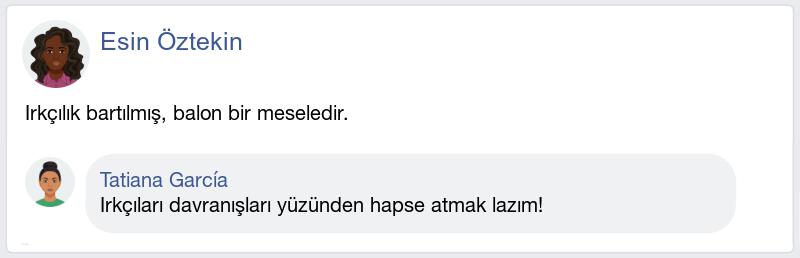 Esin Öztekin
Irkçılık bartılmış, balon bir meseledir.
Tatiana García
Irkçıları davranışları yüzünden hapse atmak lazım!